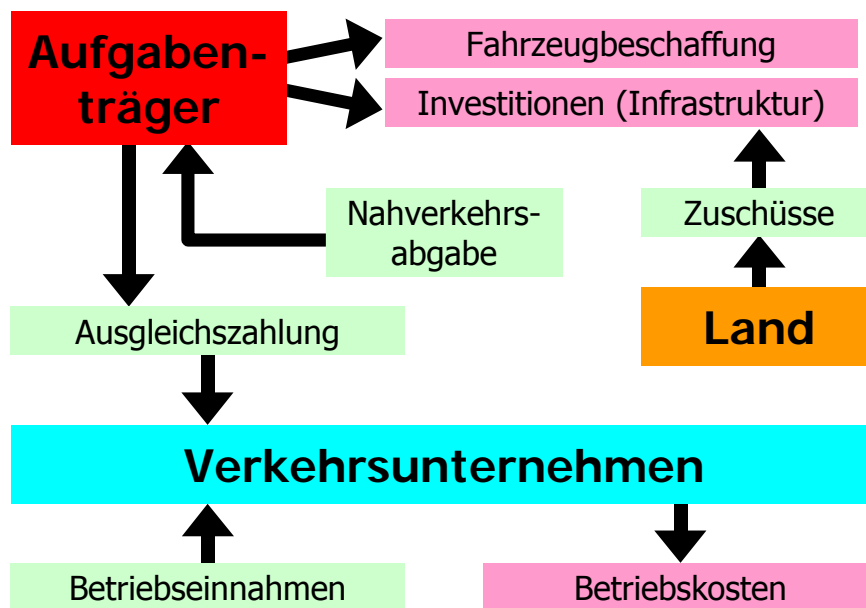 Aufgaben-
träger
Fahrzeugbeschaffung
Investitionen (Infrastruktur)
Nahverkehrs-
abgabe
Zuschüsse
Ausgleichszahlung
Land
Verkehrsunternehmen
Betriebseinnahmen
Betriebskosten